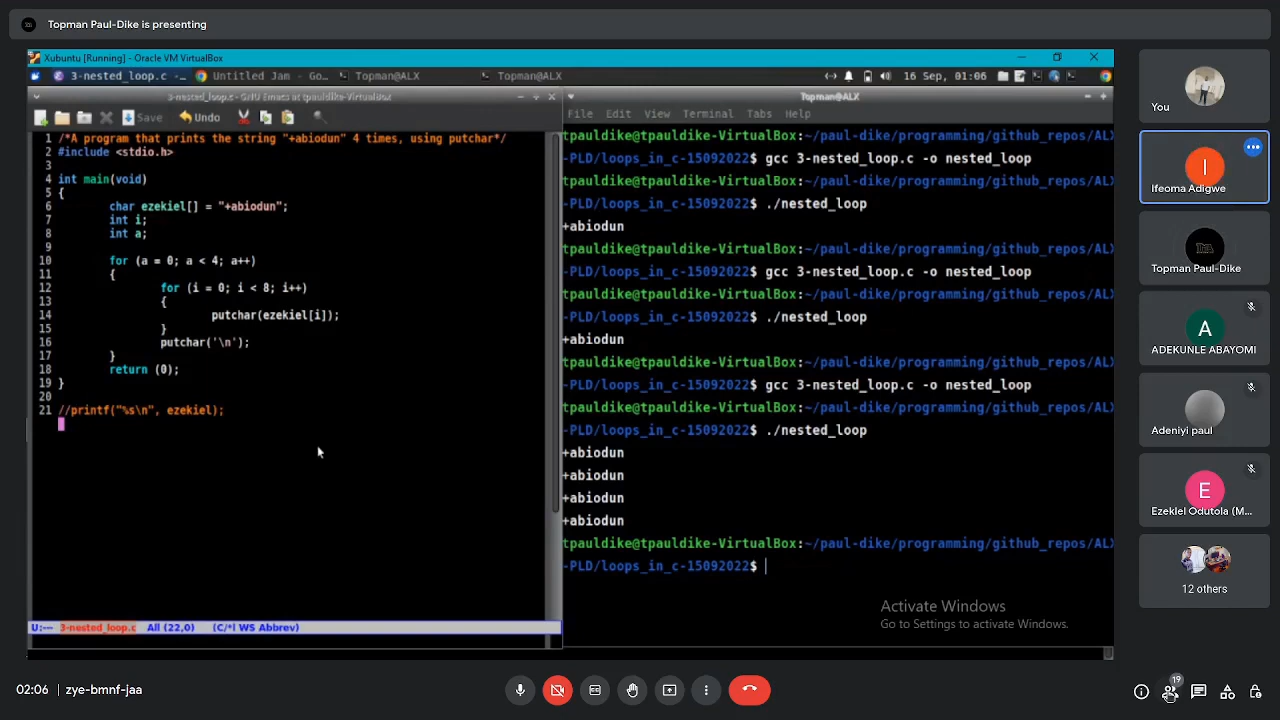 Topman Paul-Dike is presenting
Xubuntu [Running] - Oracle VM VirtualBox
3-nested_loop.c -... Untitled Jam - Go... Topman@ALX Topman@ALX 16 Sep, 01:06
3-nested_loop.c - GNU Emacs at tpauldike-VirtualBox
Save Undo
1 /*A program that prints the string "+abiodun" 4 times, using putchar*/
2 #include <stdio.h>
3
4 int main(void)
5 {
6 char ezekiel[] = "+abiodun";
7 int i;
8 int a;
9
10 for (a = 0; a < 4; a++)
11 {
12 for (i = 0; i < 8; i++)
13 {
14 putchar(ezekiel[i]);
15 }
16 putchar('\n');
17 }
18 return (0);
19 }
20
21 //printf("%s\n", ezekiel);
U:--- 3-nested_loop.c All (22,0) (C/*l WS Abbrev)
Topman@ALX
File Edit View Terminal Tabs Help
tpauldike@tpauldike-VirtualBox:~/paul-dike/programming/github_repos/ALX
-PLD/loops_in_c-15092022$ gcc 3-nested_loop.c -o nested_loop
tpauldike@tpauldike-VirtualBox:~/paul-dike/programming/github_repos/ALX
-PLD/loops_in_c-15092022$ ./nested_loop
+abiodun
tpauldike@tpauldike-VirtualBox:~/paul-dike/programming/github_repos/ALX
-PLD/loops_in_c-15092022$ gcc 3-nested_loop.c -o nested_loop
tpauldike@tpauldike-VirtualBox:~/paul-dike/programming/github_repos/ALX
-PLD/loops_in_c-15092022$ ./nested_loop
+abiodun
tpauldike@tpauldike-VirtualBox:~/paul-dike/programming/github_repos/ALX
-PLD/loops_in_c-15092022$ gcc 3-nested_loop.c -o nested_loop
tpauldike@tpauldike-VirtualBox:~/paul-dike/programming/github_repos/ALX
-PLD/loops_in_c-15092022$ ./nested_loop
+abiodun
+abiodun
+abiodun
+abiodun
tpauldike@tpauldike-VirtualBox:~/paul-dike/programming/github_repos/ALX
-PLD/loops_in_c-15092022$
Activate Windows
Go to Settings to activate Windows.
You
I
Ifeoma Adigwe
Topman Paul-Dike
A
ADEKUNLE ABAYOMI
Adeniyi paul
E
Ezekiel Odutola (M...
12 others
02:06 zye-bmnf-jaa
19